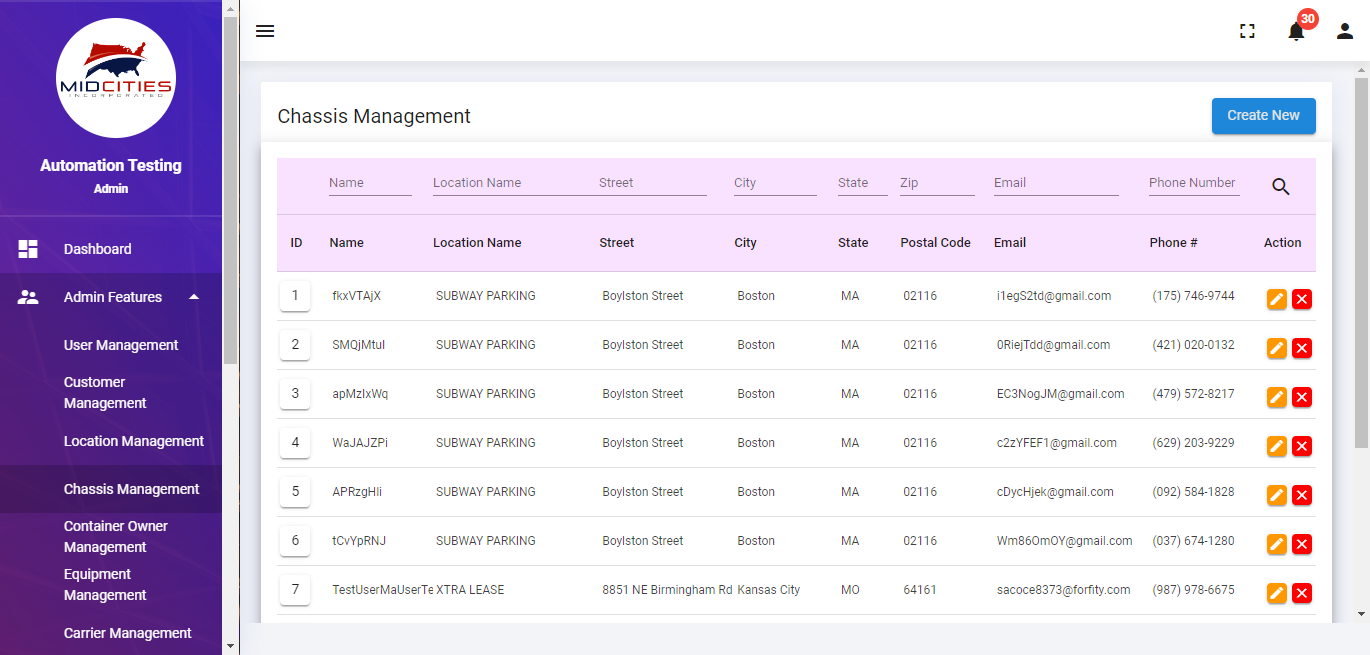 MIDCITIES
INCORPORATED
Automation Testing
Admin
Dashboard
Admin Features
User Management
Customer
Management
Location Management
Chassis Management
Container Owner
Management
Equipment
Management
Carrier Management
30
Chassis Management
Create New
Name Location Name Street City State Zip Email Phone Number
ID Name Location Name Street City State Postal Code Email Phone # Action
1 fkxVTAjX SUBWAY PARKING Boylston Street Boston MA 02116 i1egS2td@gmail.com (175) 746-9744
2 SMQjMtuI SUBWAY PARKING Boylston Street Boston MA 02116 0RiejTdd@gmail.com (421) 020-0132
3 apMzIxWq SUBWAY PARKING Boylston Street Boston MA 02116 EC3NogJM@gmail.com (479) 572-8217
4 WaJAJZPi SUBWAY PARKING Boylston Street Boston MA 02116 c2zYFEF1@gmail.com (629) 203-9229
5 APRzgHIi SUBWAY PARKING Boylston Street Boston MA 02116 cDycHjek@gmail.com (092) 584-1828
6 tCvYpRNJ SUBWAY PARKING Boylston Street Boston MA 02116 Wm86OmOY@gmail.com (037) 674-1280
7 TestUserMaUserTe XTRA LEASE 8851 NE Birmingham Rd Kansas City MO 64161 sacoce8373@forfity.com (987) 978-6675